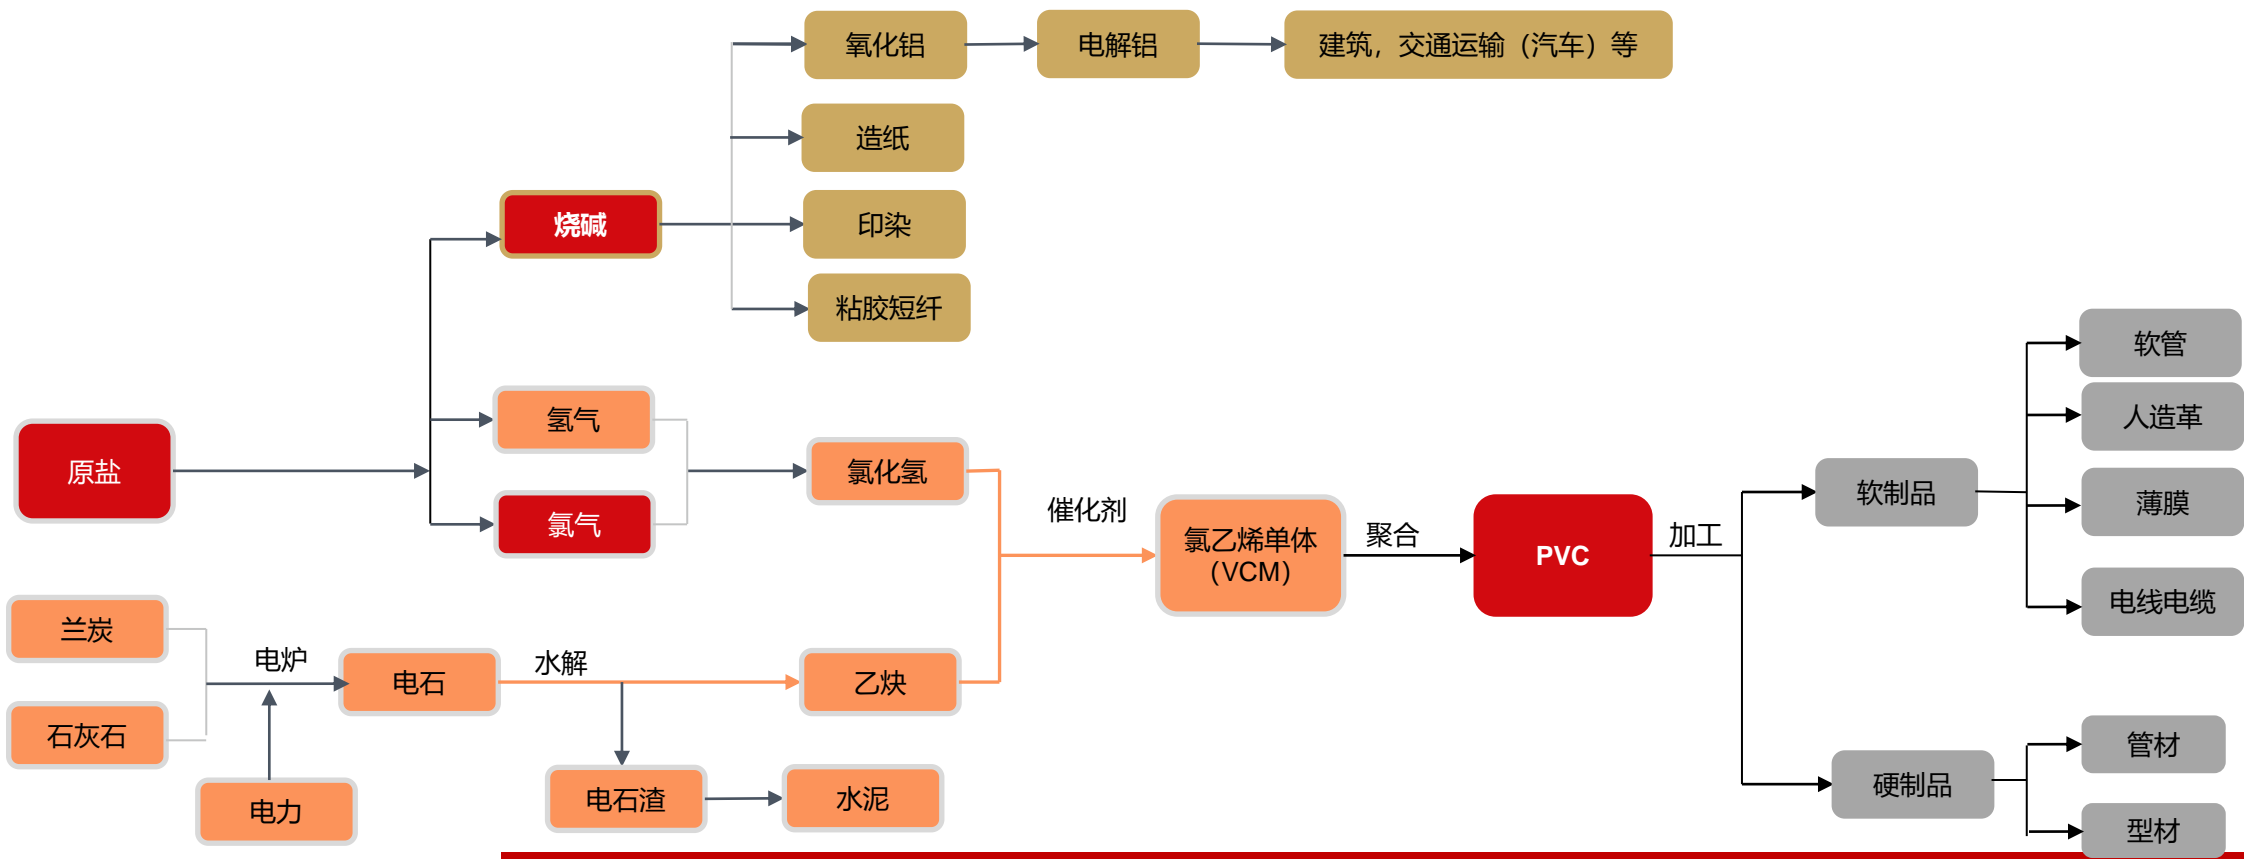 氧化铝
电解铝
建筑，交通运输（汽车）等
造纸
烧碱
印染
粘胶短纤
软管
氢气
人造革
原盐
氯化氢
软制品
薄膜
氯气
催化剂
氯乙烯单体
（VCM）
聚合
PVC
加工
兰炭
电线电缆
电炉
水解
电石
乙炔
石灰石
管材
电力
电石渣
水泥
硬制品
型材